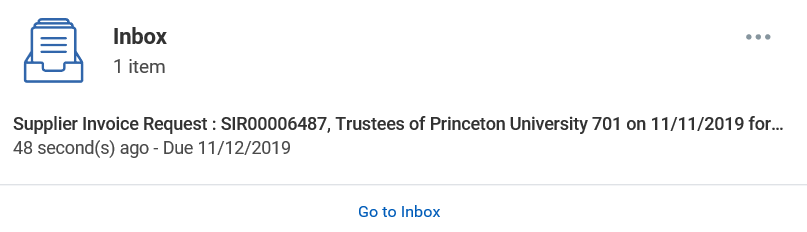 Inbox
1 item
Supplier Invoice Request : SIR00006487, Trustees of Princeton University 701 on 11/11/2019 for...
48 second(s) ago - Due 11/12/2019
Go to Inbox